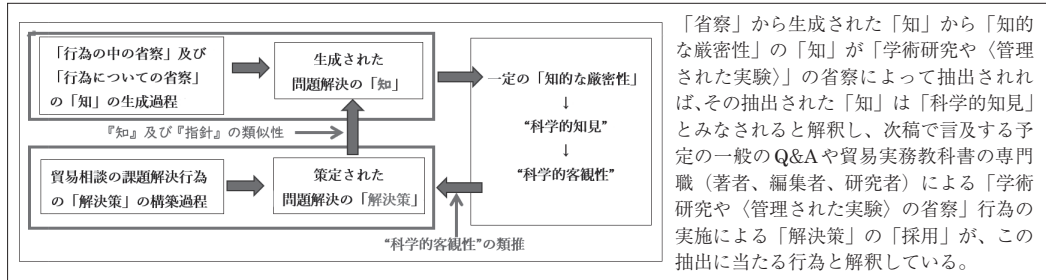 「行為の中の省察」及び
「行為についての省察」
の「知」の生成過程
生成された
問題解決の「知」
一定の「知的な厳密性」
↓
“科学的知見”
↓
“科学的客観性”
『知』及び『指針』の類似性
貿易相談の課題解決行為
の「解決策」の構築過程
策定された
問題解決の「解決策」
“科学的客観性”の類推
「省察」から生成された「知」から「知的
な厳密性」の「知」が「学術研究や〈管理
された実験〉」の省察によって抽出されれ
ば、その抽出された「知」は「科学的知見」
とみなされると解釈し、次稿で言及する予
定の一般のQ&Aや貿易実務教科書の専門
職（著者、編集者、研究者）による「学術
研究や〈管理された実験〉の省察」行為の
実施による「解決策」の「採用」が、この
抽出に当たる行為と解釈している。